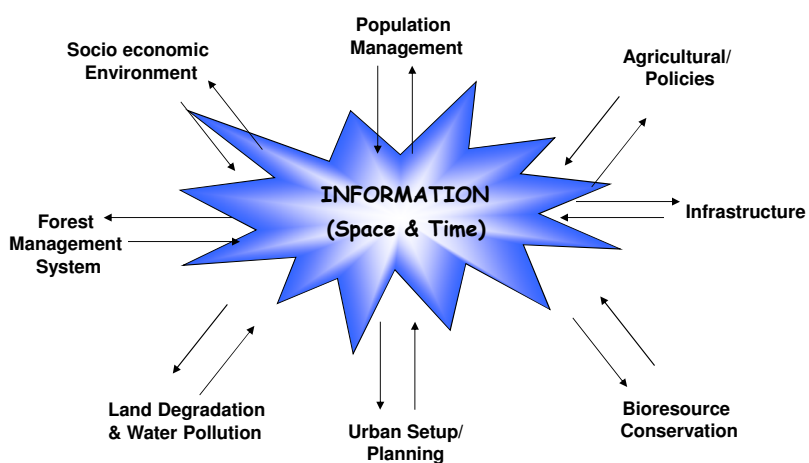 Population
Management
Socio economic
Environment
Agricultural/
Policies
INFORMATION
(Space & Time)
Infrastructure
Forest
Management
System
Land Degradation
& Water Pollution
Urban Setup/
Planning
Bioresource
Conservation